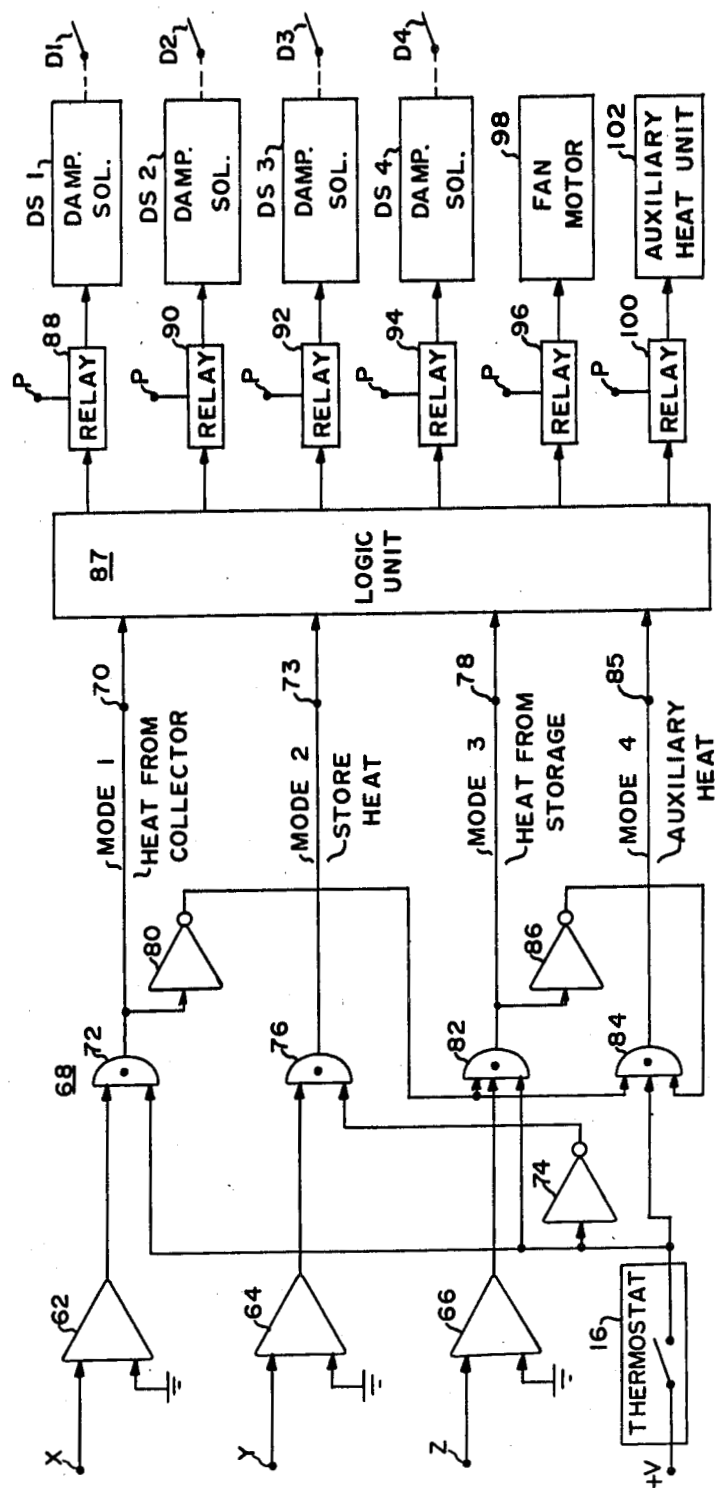 X
62
68
72
80
MODE 1
HEAT FROM
COLLECTOR
70
Y
64
76
MODE 2
STORE
HEAT
73
Z
66
82
86
MODE 3
HEAT FROM
STORAGE
78
+V
16
THERMOSTAT
74
84
MODE 4
AUXILIARY
HEAT
85
87
LOGIC
UNIT
P
88
RELAY
DS 1
DAMP.
SOL.
D1
P
90
RELAY
DS 2
DAMP.
SOL.
D2
P
92
RELAY
DS 3
DAMP.
SOL.
D3
P
94
RELAY
DS 4
DAMP.
SOL.
D4
P
96
RELAY
98
FAN
MOTOR
P
100
RELAY
102
AUXILIARY
HEAT UNIT